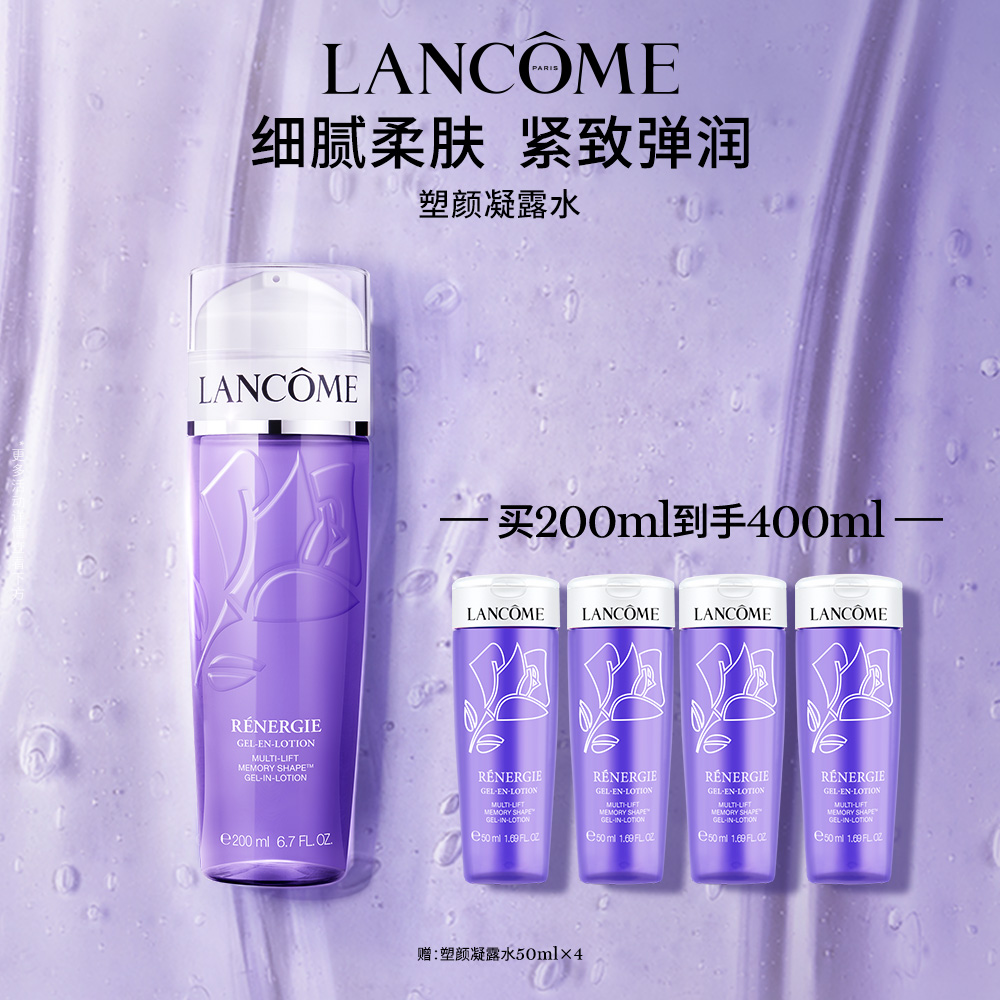 LANCÔME
PARIS
细腻柔肤 紧致弹润
塑颜凝露水
LANCÔME
RÉNERGIE
GEL-EN-LOTION
MULTI-LIFT
MEMORY SHAPE™
GEL-IN-LOTION
℮200 ml 6.7 FL.OZ.
买200ml到手400ml
LANCÔME LANCÔME LANCÔME LANCÔME
RÉNERGIE RÉNERGIE RÉNERGIE RÉNERGIE
GEL-EN-LOTION GEL-EN-LOTION GEL-EN-LOTION GEL-EN-LOTION
MULTI-LIFT MULTI-LIFT MULTI-LIFT MULTI-LIFT
MEMORY SHAPE™ MEMORY SHAPE™ MEMORY SHAPE™ MEMORY SHAPE™
GEL-IN-LOTION GEL-IN-LOTION GEL-IN-LOTION GEL-IN-LOTION
℮50 ml 1.69 FL.OZ. ℮50 ml 1.69 FL.OZ. ℮50 ml 1.69 FL.OZ. ℮50 ml 1.69 FL.OZ.
赠:塑颜凝露水50ml×4